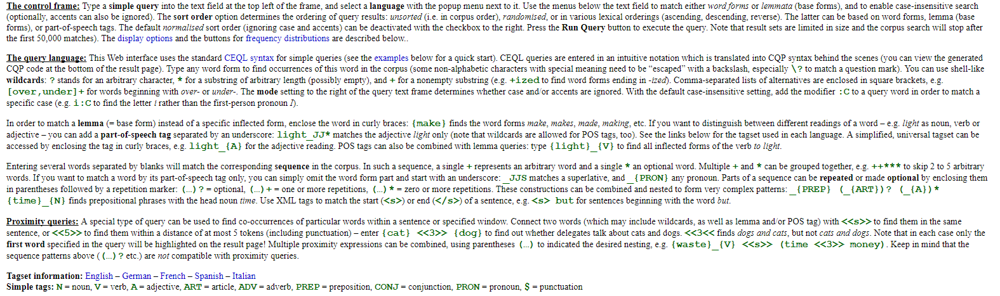 The control frame: Type a simple query into the text field at the top left of the frame, and select a language with the popup menu next to it. Use the menus below the text field to match either word forms or lemmata (base forms), and to enable case-insensitive search
(optionally, accents can also be ignored). The sort order option determines the ordering of query results: unsorted (i.e. in corpus order), randomised, or in various lexical orderings (ascending, descending, reverse). The latter can be based on word forms, lemma (base
forms), or part-of-speech tags. The default normalised sort order (ignoring case and accents) can be deactivated with the checkbox to the right. Press the Run Query button to execute the query. Note that result sets are limited in size and the corpus search will stop after
the first 50,000 matches). The display options and the buttons for frequency distributions are described below..
The query language: This Web interface uses the standard CEQL syntax for simple queries (see the examples below for a quick start). CEQL queries are entered in an intuitive notation which is translated into CQP syntax behind the scenes (you can view the generated
CQP code at the bottom of the result page). Type any word form to find occurrences of this word in the corpus (some non-alphabetic characters with special meaning need to be “escaped” with a backslash, especially \? to match a question mark). You can use shell-like
wildcards: ? stands for an arbitrary character, * for a substring of arbitrary length (possibly empty), and + for a nonempty substring (e.g. +ized to find word forms ending in -ized). Comma-separated lists of alternatives are enclosed in square brackets, e.g.
[over,under]+ for words beginning with over- or under-. The mode setting to the right of the query text frame determines whether case and/or accents are ignored. With the default case-insensitive setting, add the modifier :C to a query word in order to match a
specific case (e.g. i:C to find the letter i rather than the first-person pronoun I).
In order to match a lemma (= base form) instead of a specific inflected form, enclose the word in curly braces: {make} finds the word forms make, makes, made, making, etc. If you want to distinguish between different readings of a word – e.g. light as noun, verb or
adjective – you can add a part-of-speech tag separated by an underscore: light_JJ* matches the adjective light only (note that wildcards are allowed for POS tags, too). See the links below for the tagset used in each language. A simplified, universal tagset can be
accessed by enclosing the tag in curly braces, e.g. light_{A} for the adjective reading. POS tags can also be combined with lemma queries: type {light}_{V} to find all inflected forms of the verb to light.
Entering several words separated by blanks will match the corresponding sequence in the corpus. In such a sequence, a single + represents an arbitrary word and a single * an optional word. Multiple + and * can be grouped together, e.g. ++*** to skip 2 to 5 arbitrary
words. If you want to match a word by its part-of-speech tag only, you can simply omit the word form part and start with an underscore: _JJS matches a superlative, and _{PRON} any pronoun. Parts of a sequence can be repeated or made optional by enclosing them
in parentheses followed by a repetition marker: (...)? = optional, (...)+ = one or more repetitions, (...)* = zero or more repetitions. These constructions can be combined and nested to form very complex patterns: _{PREP} (_{ART})? (_{A})*
{time}_{N} finds prepositional phrases with the head noun time. Use XML tags to match the start (<s>) or end (</s>) of a sentence, e.g. <s> but for sentences beginning with the word but.
Proximity queries: A special type of query can be used to find co-occurrences of particular words within a sentence or specified window. Connect two words (which may include wildcards, as well as lemma and/or POS tag) with <<s>> to find them in the same
sentence, or <<5>> to find them within a distance of at most 5 tokens (including punctuation) – enter {cat} <<3>> {dog} to find out whether delegates talk about cats and dogs. <<3<< finds dogs and cats, but not cats and dogs. Note that in each case only the
first word specified in the query will be highlighted on the result page! Multiple proximity expressions can be combined, using parentheses (...) to indicated the desired nesting, e.g. {waste}_{V} <<s>> (time <<3>> money). Keep in mind that the
sequence patterns above ( (...)? etc.) are not compatible with proximity queries.
Tagset information: English – German – French – Spanish – Italian
Simple tags: N = noun, V = verb, A = adjective, ART = article, ADV = adverb, PREP = preposition, CONJ = conjunction, PRON = pronoun, $ = punctuation